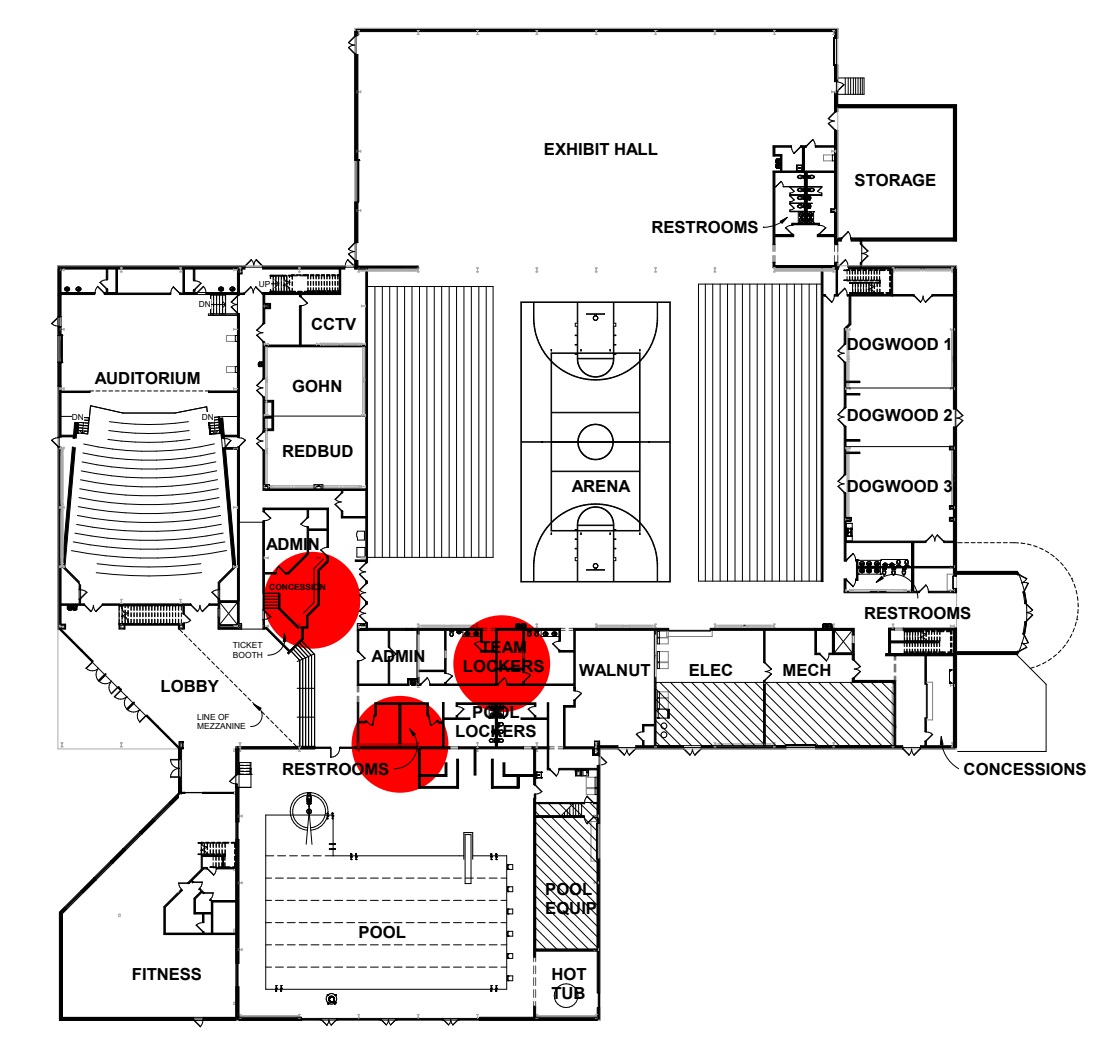 EXHIBIT HALL
STORAGE
RESTROOMS
UP
DN
CCTV
DOGWOOD 1
AUDITORIUM
GOHN
DN
DN
DOGWOOD 2
REDBUD
ARENA
DOGWOOD 3
ADMIN
CONCESSION
RESTROOMS
TICKET
BOOTH
ADMIN
TEAM
LOCKERS
WALNUT
ELEC
MECH
LOBBY
LINE OF
MEZZANINE
POOL
LOCKERS
RESTROOMS
CONCESSIONS
POOL
EQUIP
POOL
FITNESS
HOT
TUB